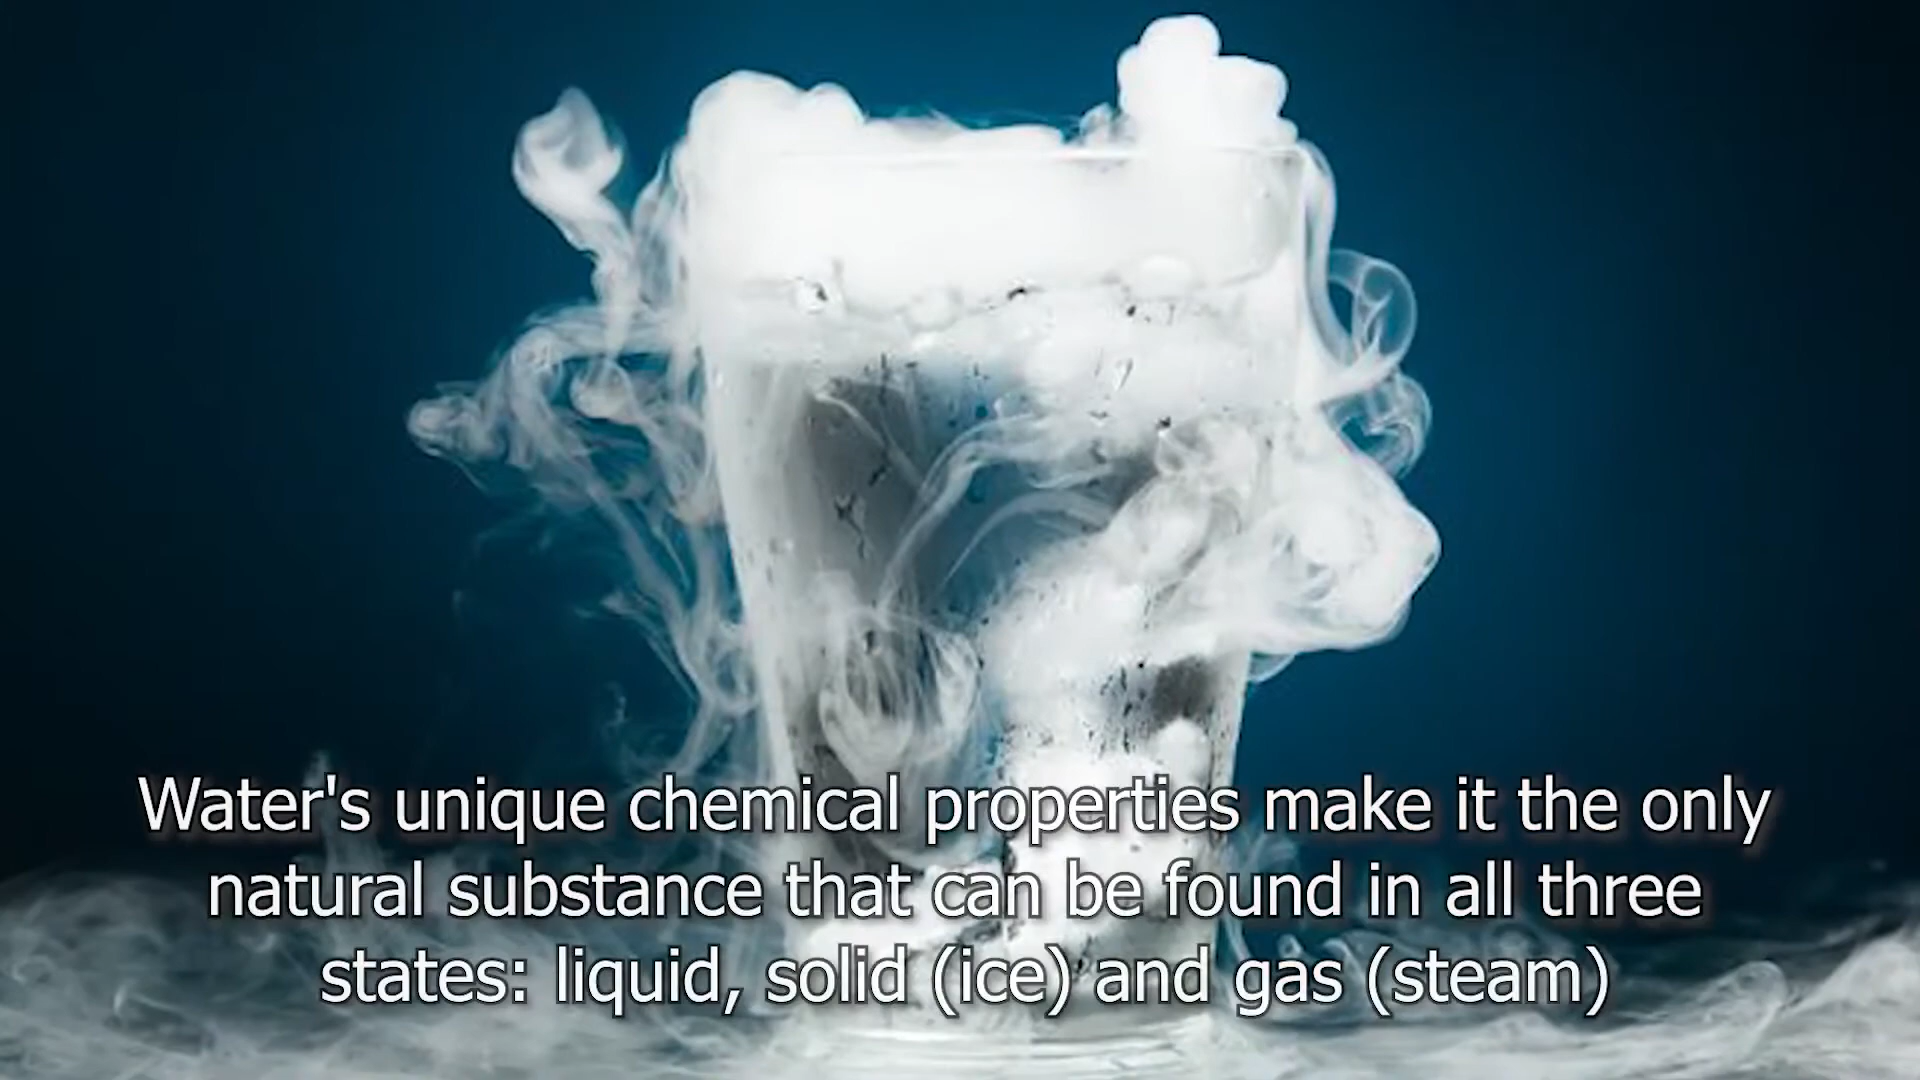 Water's unique chemical properties make it the only
natural substance that can be found in all three
states: liquid, solid (ice) and gas (steam)